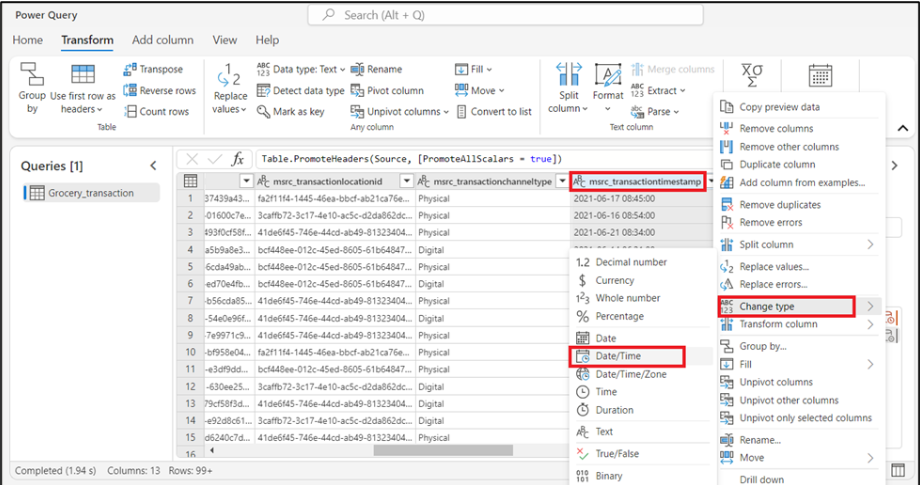 Power Query
Search (Alt + Q)
Home Transform Add column View Help
Group by
Use first row as headers
Transpose
Reverse rows
Count rows
Table
Replace values
Data type: Text
Detect data type
Mark as key
Rename
Pivot column
Unpivot columns
Fill
Move
Convert to list
Any column
Split column
Format
Merge columns
Extract
Parse
Text column
Queries [1]
Grocery_transaction
fx Table.PromoteHeaders(Source, [PromoteAllScalars = true])
msrc_transactionlocationid msrc_transactionchanneltype msrc_transactiontimestamp
1 37439a43... fa2f11f4-1445-46ea-bbcf-ab21ca76e... Physical 2021-06-17 08:45:00
2 -01600c7e... 3caffb72-3c17-4e10-ac5c-d2da862dc... Physical 2021-06-16 08:54:00
3 493f0cf58f... 41de6f45-746e-44cd-ab49-81323404... Physical 2021-06-21 08:34:00
4 a5b9a8e3... bcf448ee-012c-45ed-8605-61b64847... Digital
5 -6cda49ab... bcf448ee-012c-45ed-8605-61b64847... Physical
6 -ed70e4fb... bcf448ee-012c-45ed-8605-61b64847... Digital
7 -b56cda85... 41de6f45-746e-44cd-ab49-81323404... Physical
8 -54e0e96f... 41de6f45-746e-44cd-ab49-81323404... Physical
9 -7e9971c9... 41de6f45-746e-44cd-ab49-81323404... Physical
10 -bf958e04... fa2f11f4-1445-46ea-bbcf-ab21ca76e... Physical
11 -e3df9dd... bcf448ee-012c-45ed-8605-61b64847... Physical
12 -630ee25... 3caffb72-3c17-4e10-ac5c-d2da862dc... Digital
13 79cf58f3d... 41de6f45-746e-44cd-ab49-81323404... Digital
14 -e92d8c61... 3caffb72-3c17-4e10-ac5c-d2da862dc... Digital
15 d6240c7d... 41de6f45-746e-44cd-ab49-81323404... Physical
16
1.2 Decimal number
$ Currency
123 Whole number
% Percentage
Date
Date/Time
Date/Time/Zone
Time
Duration
Text
True/False
Binary
Copy preview data
Remove columns
Remove other columns
Duplicate column
Add column from examples...
Remove duplicates
Remove errors
Split column
Replace values...
Replace errors...
Change type
Transform column
Group by...
Fill
Unpivot columns
Unpivot other columns
Unpivot only selected columns
Rename...
Move
Drill down
Completed (1.94 s) Columns: 13 Rows: 99+